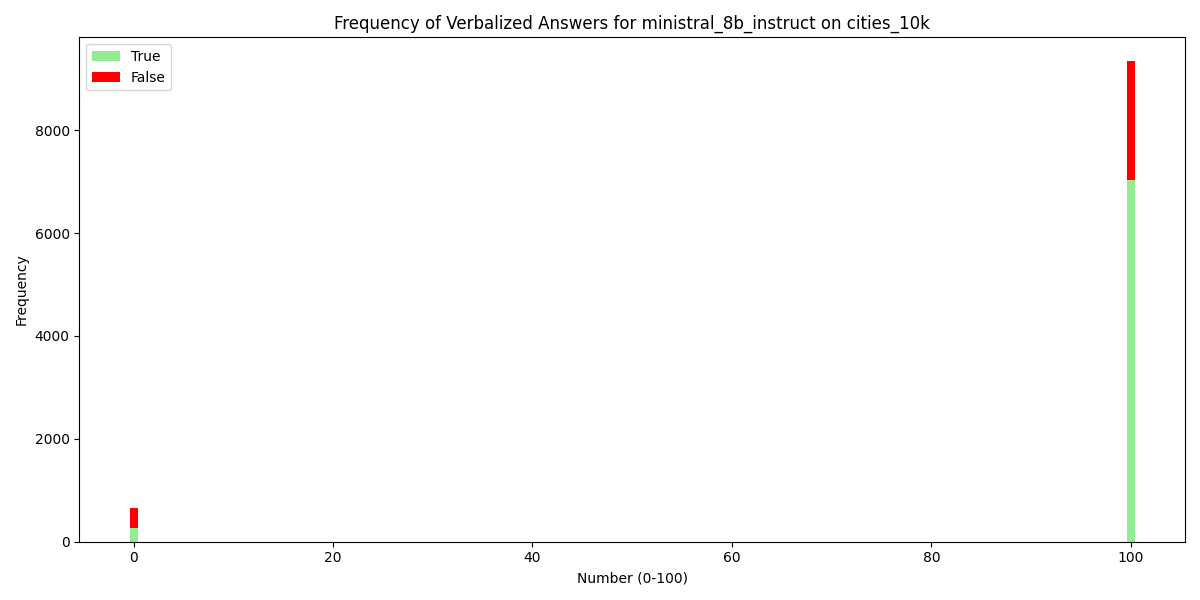 Frequency of Verbalized Answers for ministral_8b_instruct on cities_10k
True
False
Frequency
8000
6000
4000
2000
0
0 20 40 60 80 100
Number (0-100)